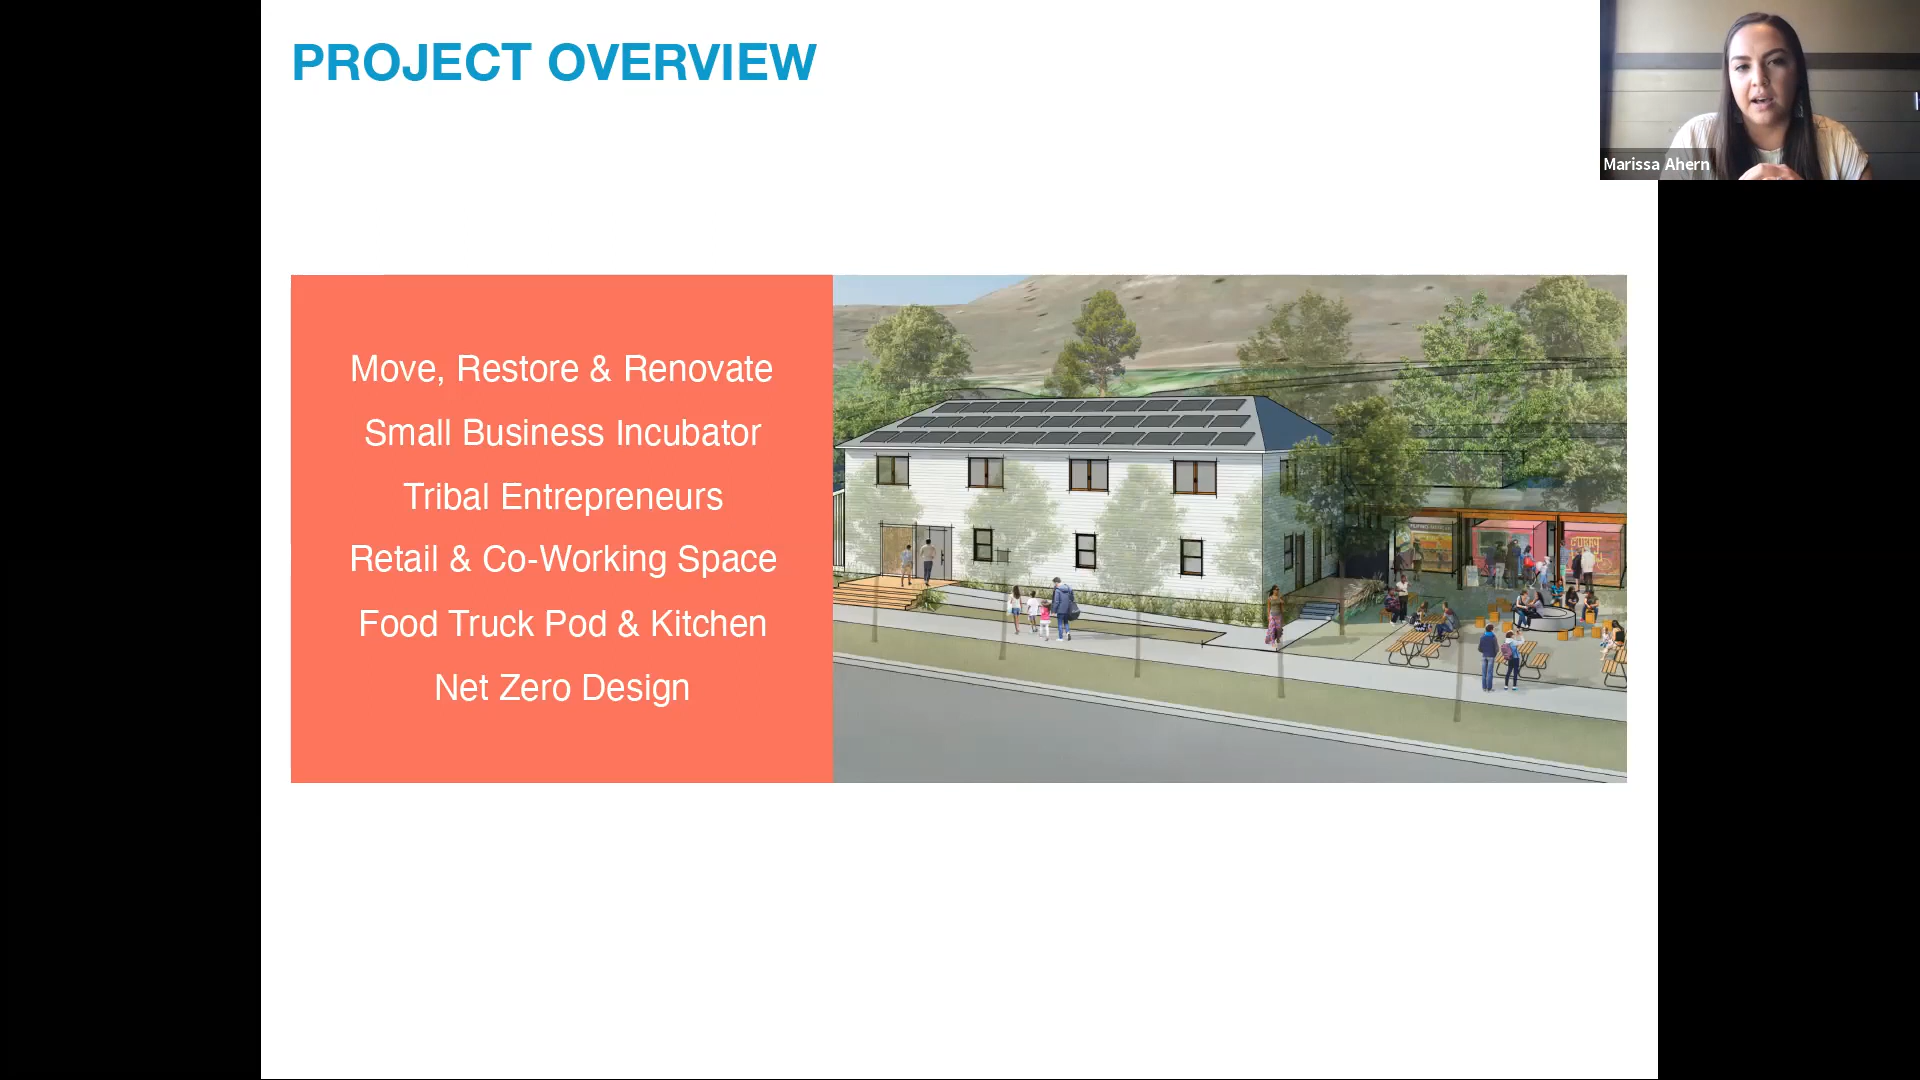 PROJECT OVERVIEW
Marissa Ahern
Move, Restore & Renovate
Small Business Incubator
Tribal Entrepreneurs
Retail & Co-Working Space
Food Truck Pod & Kitchen
Net Zero Design